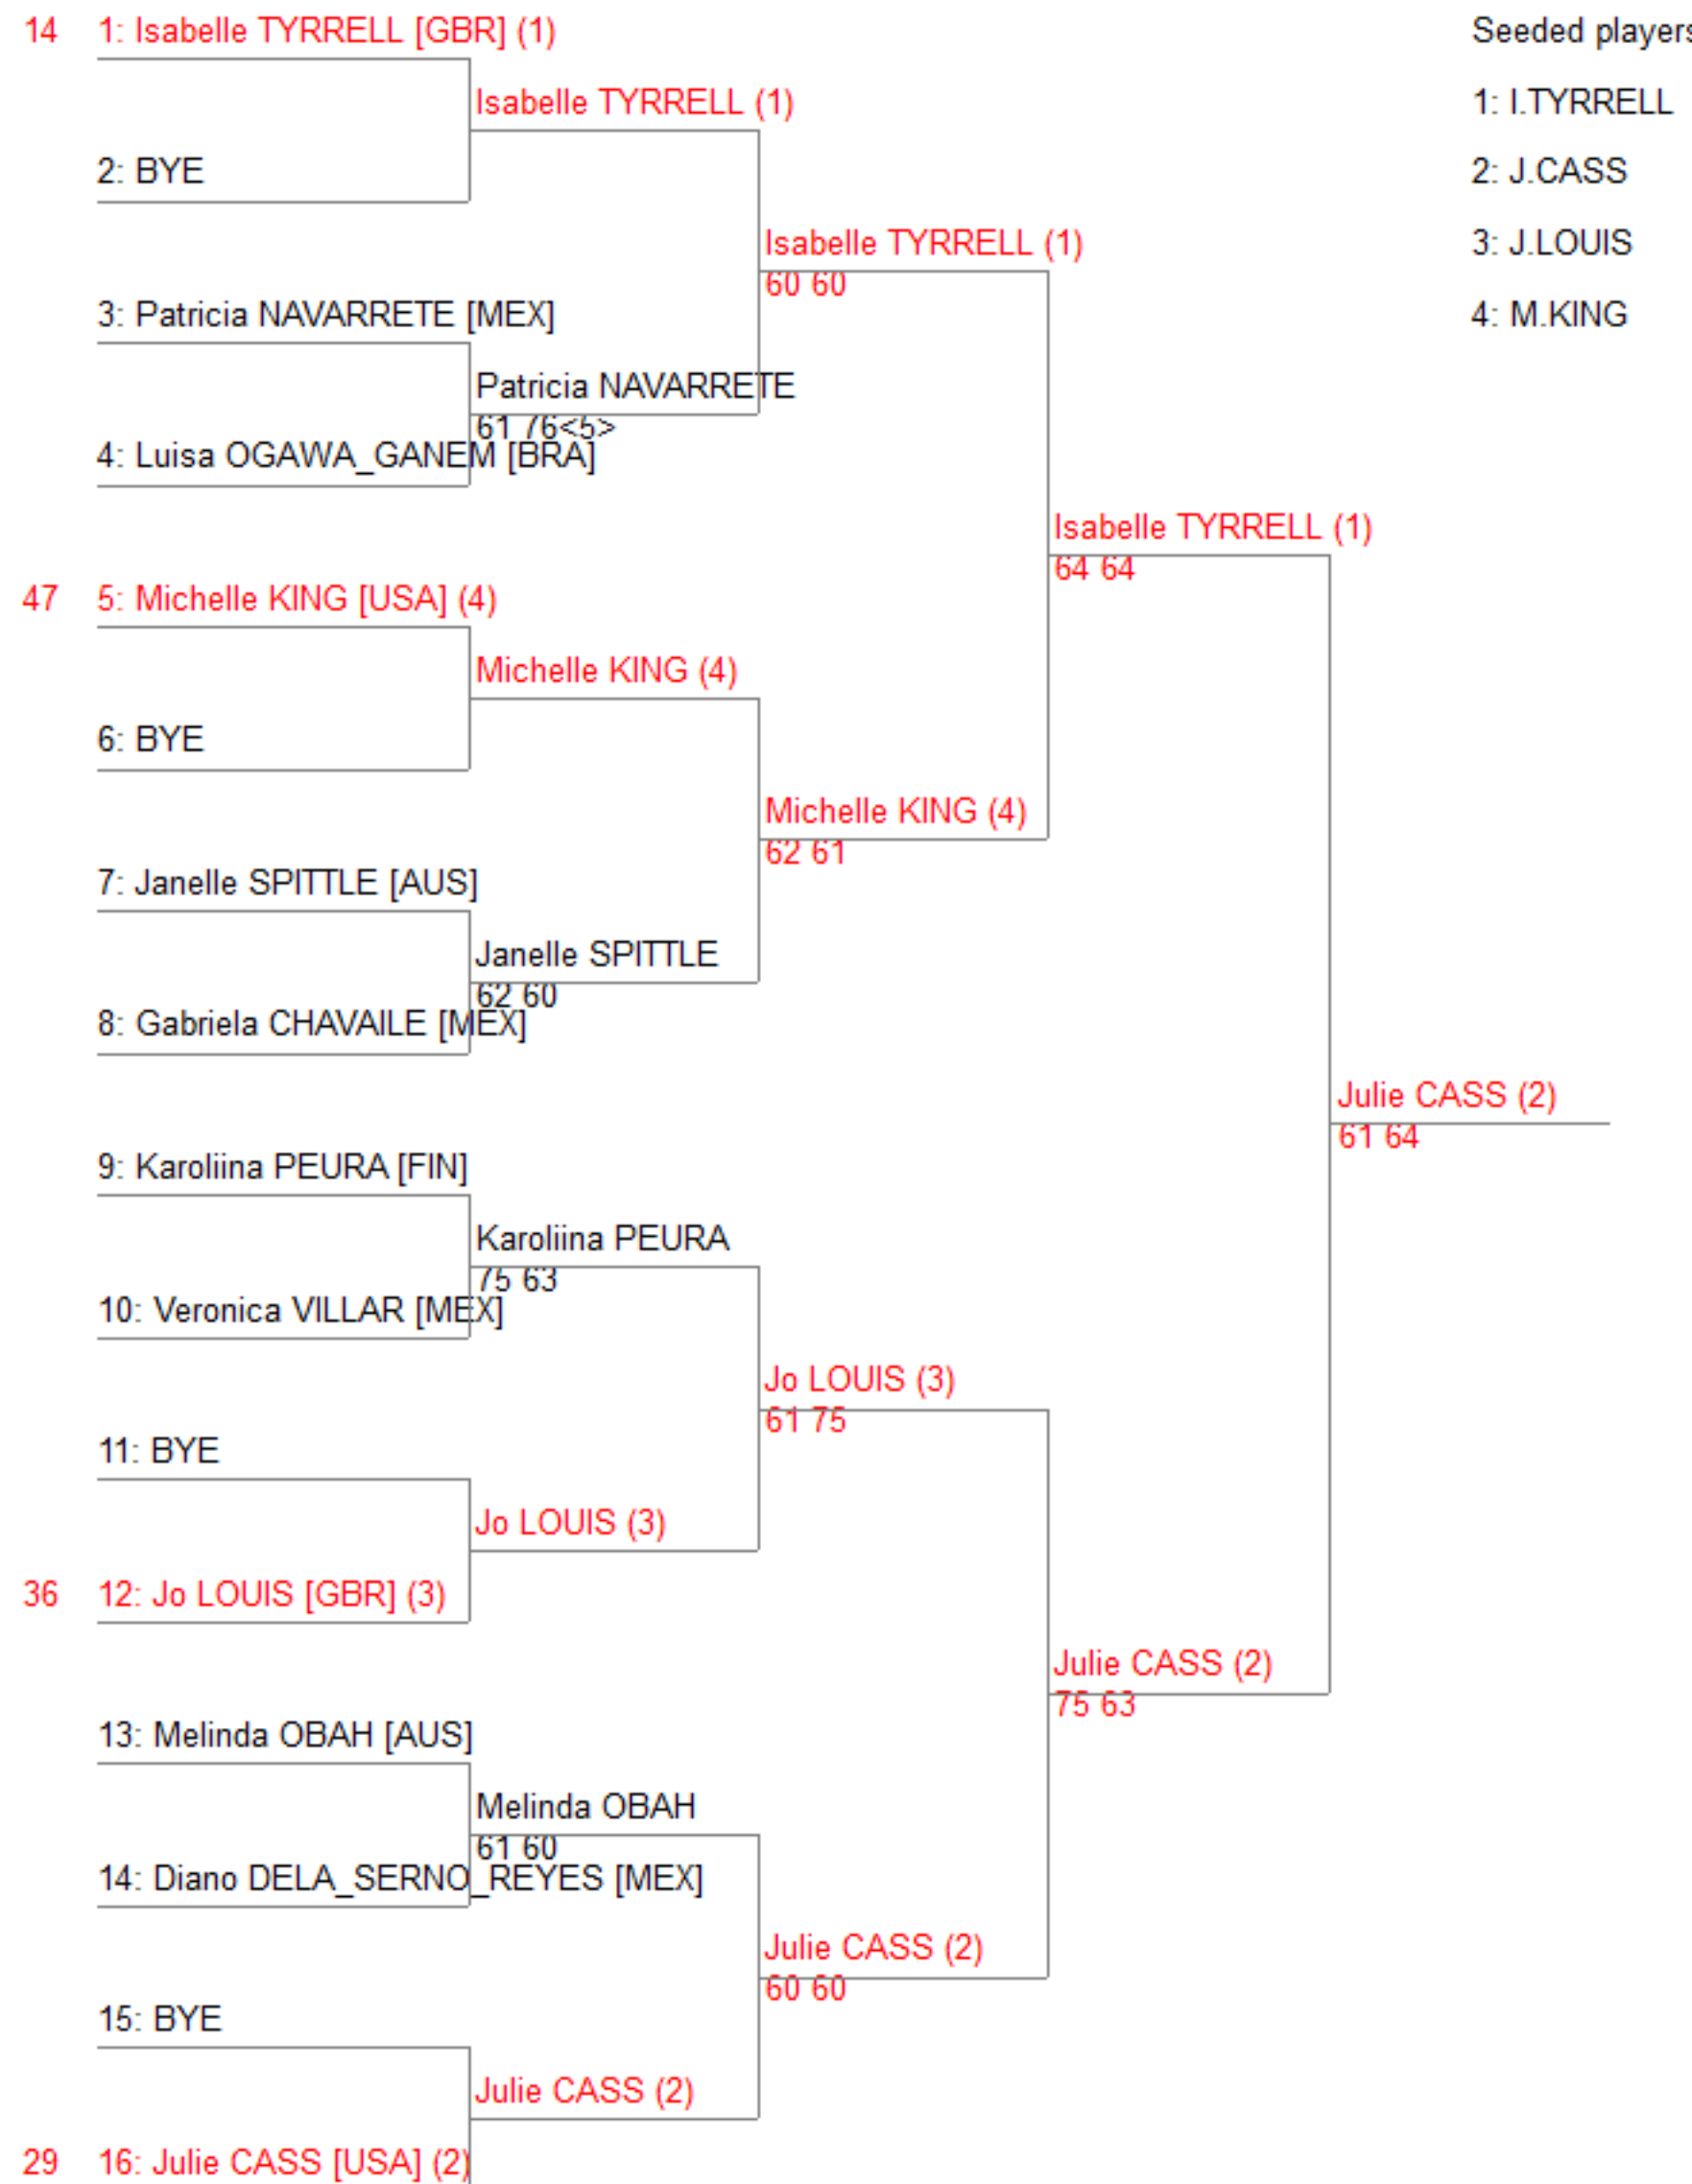 14 1: Isabelle TYRRELL [GBR] (1) Seeded players
Isabelle TYRRELL (1) 1: I.TYRRELL
2: BYE 2: J.CASS
Isabelle TYRRELL (1) 3: J.LOUIS
60 60
3: Patricia NAVARRETE [MEX] 4: M.KING
Patricia NAVARRETE
61 76<5>
4: Luisa OGAWA_GANEM [BRA]
Isabelle TYRRELL (1)
64 64
47 5: Michelle KING [USA] (4)
Michelle KING (4)
6: BYE
Michelle KING (4)
62 61
7: Janelle SPITTLE [AUS]
Janelle SPITTLE
62 60
8: Gabriela CHAVAILE [MEX]
Julie CASS (2)
61 64
9: Karoliina PEURA [FIN]
Karoliina PEURA
75 63
10: Veronica VILLAR [MEX]
Jo LOUIS (3)
61 75
11: BYE
Jo LOUIS (3)
36 12: Jo LOUIS [GBR] (3)
Julie CASS (2)
75 63
13: Melinda OBAH [AUS]
Melinda OBAH
61 60
14: Diano DELA_SERNO_REYES [MEX]
Julie CASS (2)
60 60
15: BYE
Julie CASS (2)
29 16: Julie CASS [USA] (2)